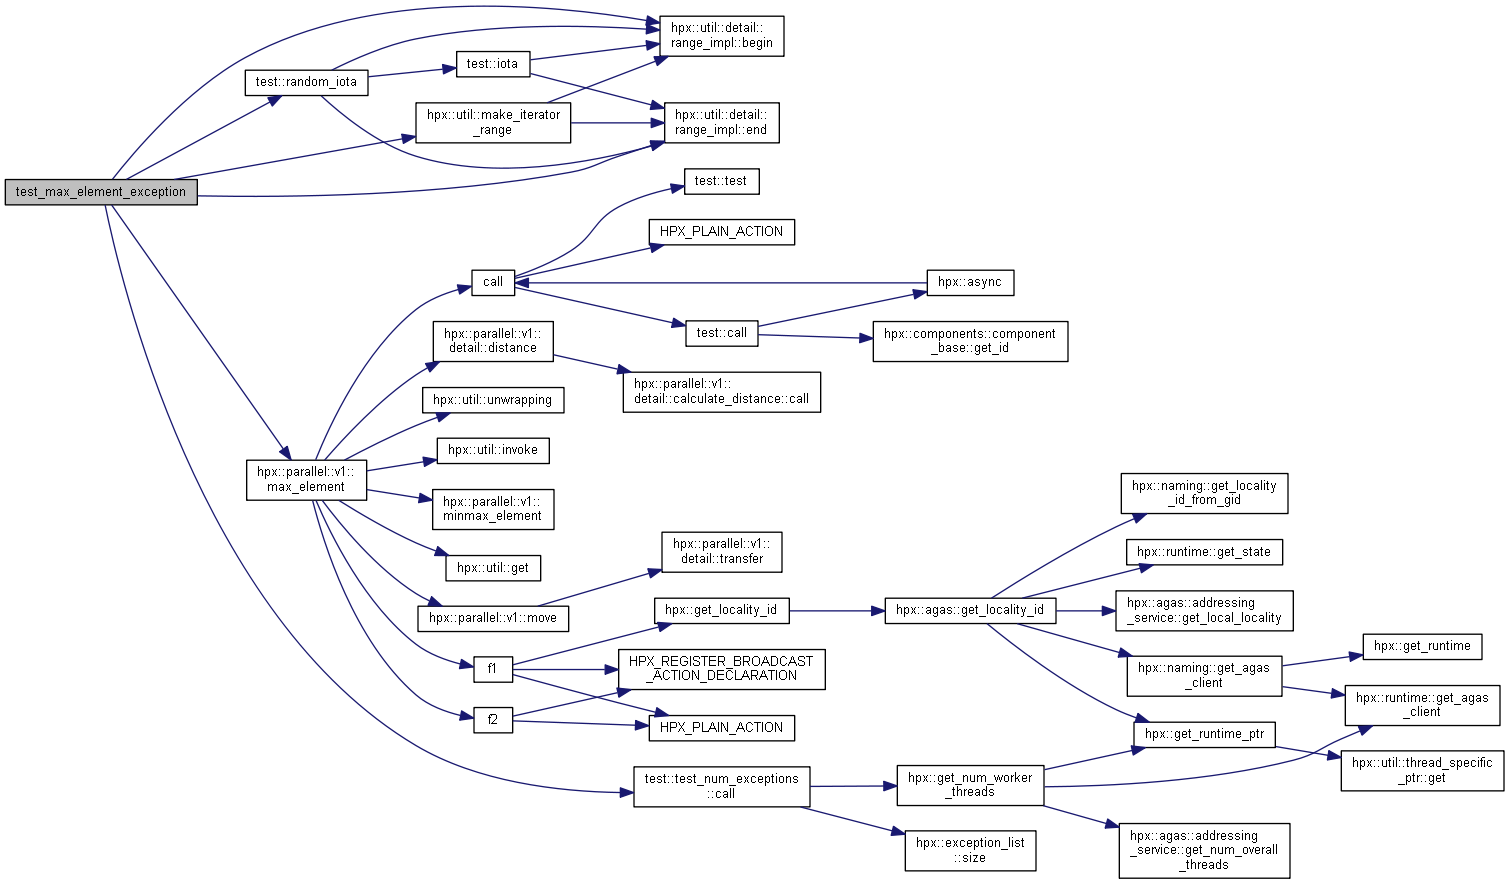 hpx::util::detail::
range_impl::begin
test::iota
test::random_iota
hpx::util::make_iterator
_range
hpx::util::detail::
range_impl::end
test_max_element_exception
test::test
HPX_PLAIN_ACTION
call
hpx::async
test::call
hpx::components::component
_base::get_id
hpx::parallel::v1::
detail::distance
hpx::parallel::v1::
detail::calculate_distance::call
hpx::util::unwrapping
hpx::util::invoke
hpx::parallel::v1::
max_element
hpx::parallel::v1::
minmax_element
hpx::naming::get_locality
_id_from_gid
hpx::parallel::v1::
detail::transfer
hpx::runtime::get_state
hpx::util::get
hpx::parallel::v1::move
hpx::get_locality_id
hpx::agas::get_locality_id
hpx::agas::addressing
_service::get_local_locality
f1
HPX_REGISTER_BROADCAST
_ACTION_DECLARATION
hpx::naming::get_agas
_client
hpx::get_runtime
hpx::runtime::get_agas
_client
f2
HPX_PLAIN_ACTION
hpx::get_runtime_ptr
hpx::util::thread_specific
_ptr::get
test::test_num_exceptions
::call
hpx::get_num_worker
_threads
hpx::exception_list
::size
hpx::agas::addressing
_service::get_num_overall
_threads